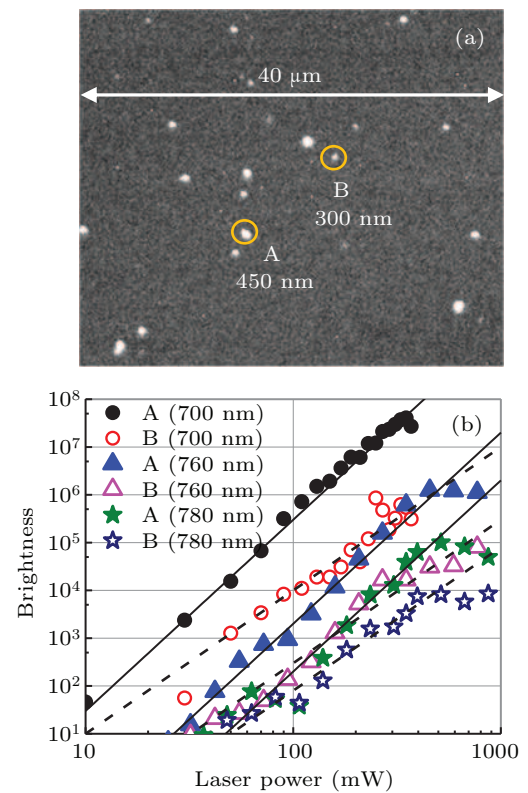 (a)
40 μm
B
300 nm
A
450 nm
(b)
10⁸
10⁷
10⁶
10⁵
10⁴
10³
10²
10¹
Brightness
A (700 nm)
B (700 nm)
A (760 nm)
B (760 nm)
A (780 nm)
B (780 nm)
10
100
1000
Laser power (mW)